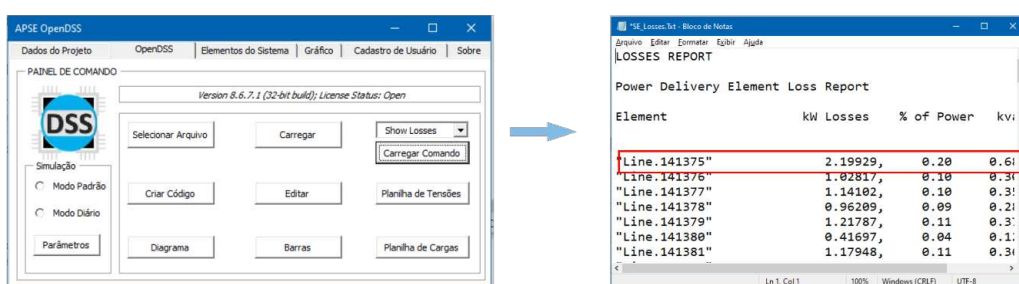 APSE OpenDSS
Dados do Projeto OpenDSS Elementos do Sistema Gráfico Cadastro de Usuário Sobre
PAINEL DE COMANDO
Version 8.6.7.1 (32-bit build); License Status: Open
DSS
Selecionar Arquivo Carregar Show Losses
Carregar Comando
Simulação
Modo Padrão
Modo Diário
Criar Código Editar Planilha de Tensões
Parâmetros Diagrama Barras Planilha de Cargas
*SE_Losses.Txt - Bloco de Notas
Arquivo Editar Formatar Exibir Ajuda
LOSSES REPORT
Power Delivery Element Loss Report
Element kW Losses % of Power
"Line.141375" 2.19929, 0.20
"Line.141376" 1.02817, 0.10
"Line.141377" 1.14102, 0.10
"Line.141378" 0.96209, 0.09
"Line.141379" 1.21787, 0.11
"Line.141380" 0.41697, 0.04
"Line.141381" 1.17948, 0.11
Ln 1, Col 1 100% Windows (CRLF) UTF-8